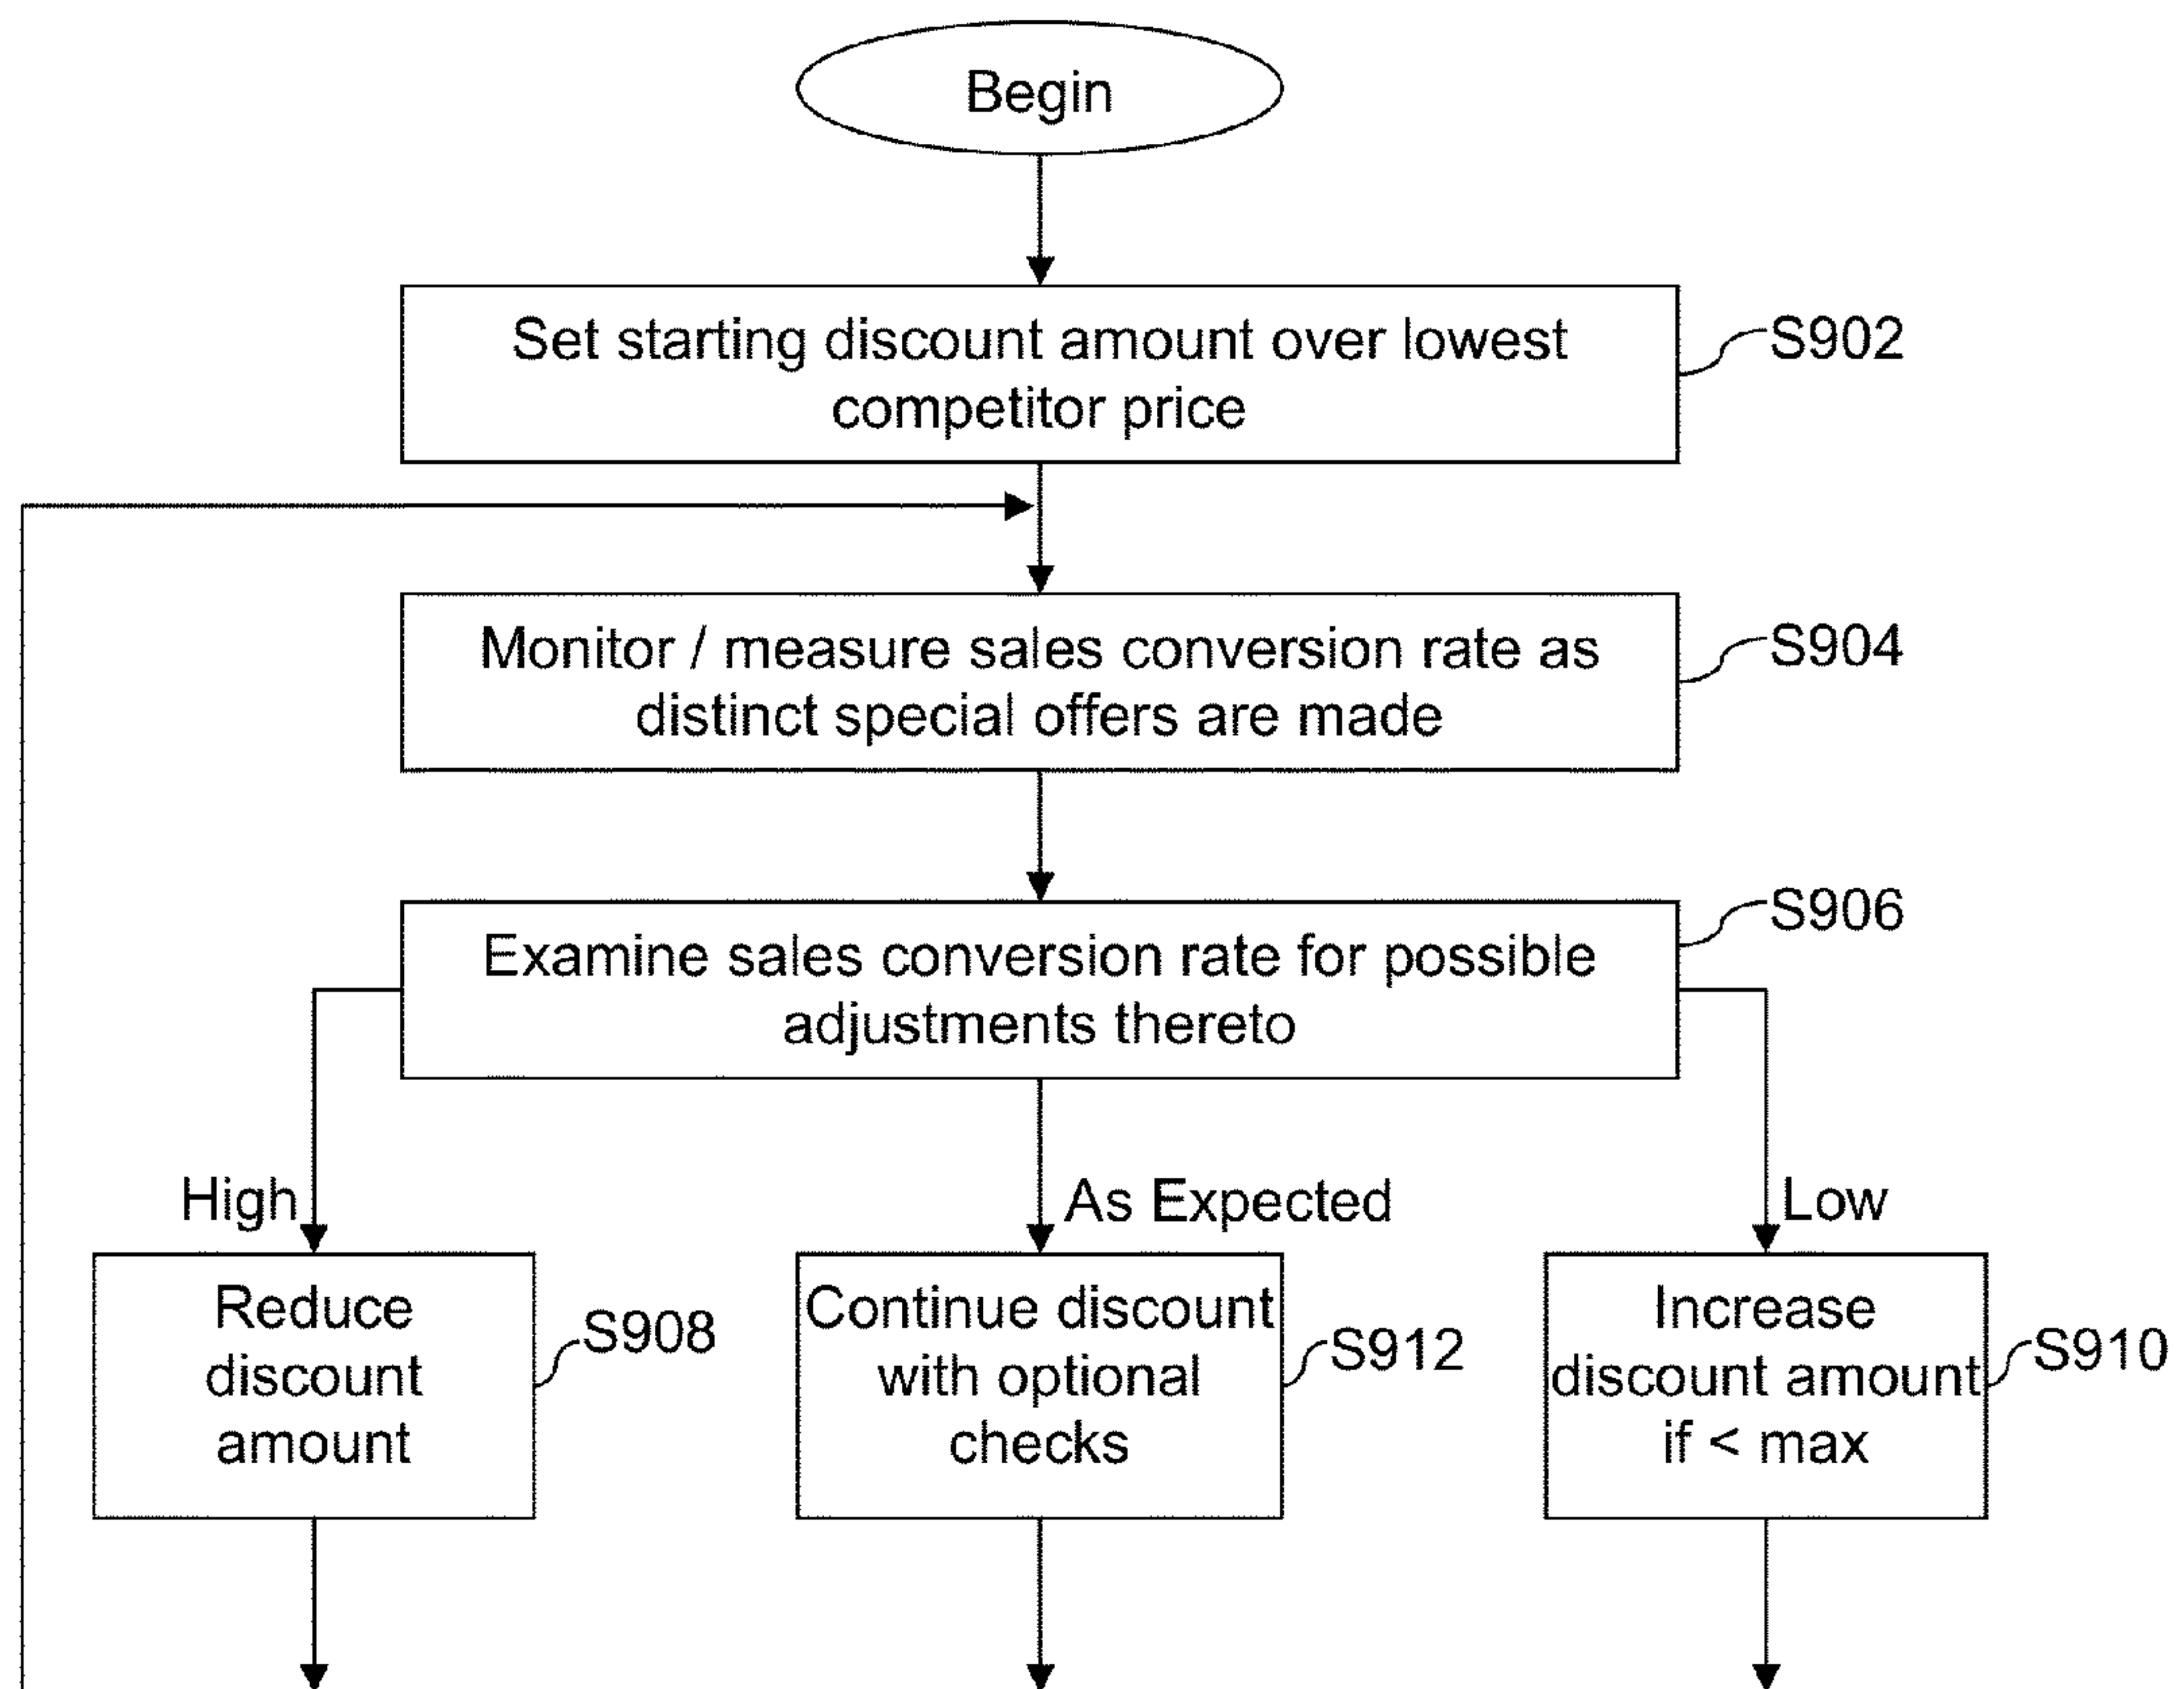 Begin
Set starting discount amount over lowest
competitor price
S902
Monitor / measure sales conversion rate as
distinct special offers are made
S904
Examine sales conversion rate for possible
adjustments thereto
S906
High
As Expected
Low
Reduce
discount
amount
S908
Continue discount
with optional
checks
S912
Increase
discount amount
if < max
S910